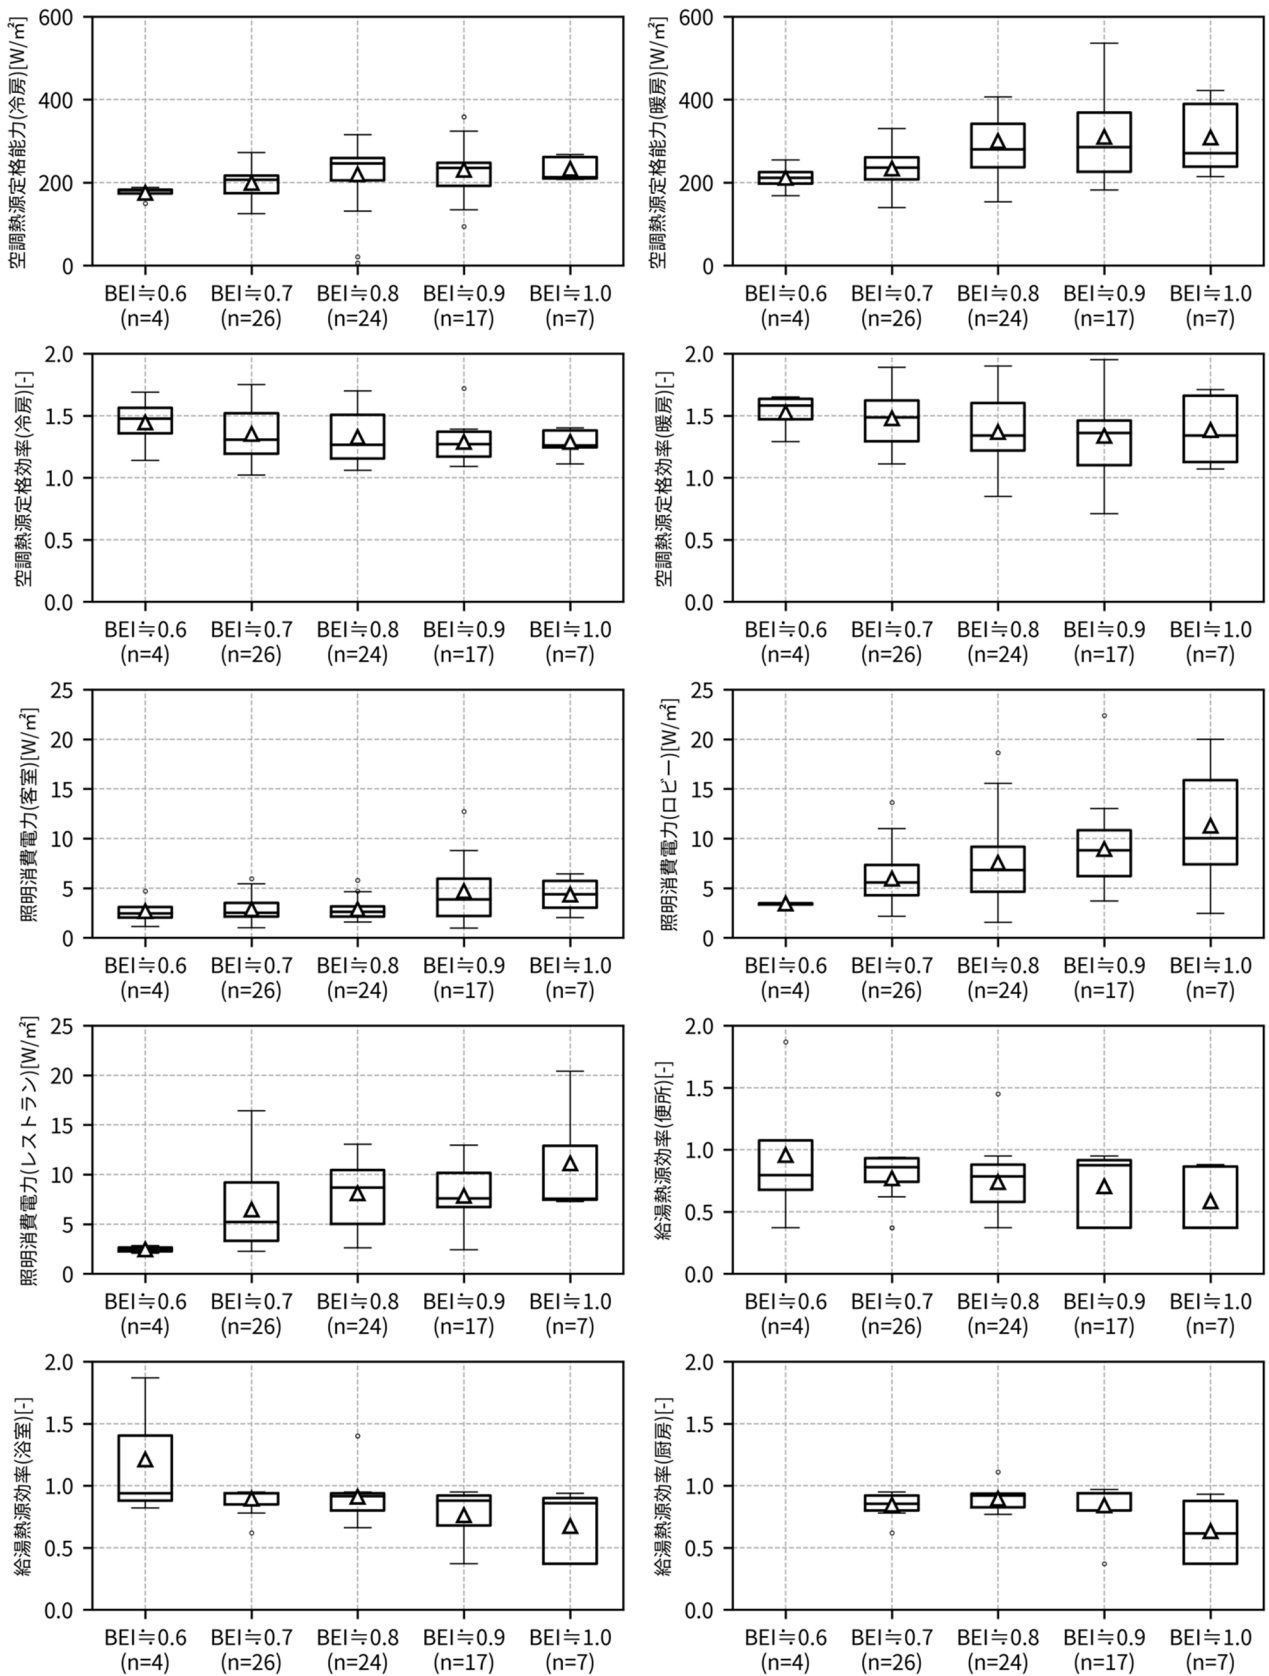 空調熱源定格能力(冷房)[W/㎡]
600
400
200
0
BEI≒0.6 BEI≒0.7 BEI≒0.8 BEI≒0.9 BEI≒1.0
(n=4) (n=26) (n=24) (n=17) (n=7)
空調熱源定格能力(暖房)[W/㎡]
600
400
200
0
BEI≒0.6 BEI≒0.7 BEI≒0.8 BEI≒0.9 BEI≒1.0
(n=4) (n=26) (n=24) (n=17) (n=7)
空調熱源定格効率(冷房)[-]
2.0
1.5
1.0
0.5
0.0
BEI≒0.6 BEI≒0.7 BEI≒0.8 BEI≒0.9 BEI≒1.0
(n=4) (n=26) (n=24) (n=17) (n=7)
空調熱源定格効率(暖房)[-]
2.0
1.5
1.0
0.5
0.0
BEI≒0.6 BEI≒0.7 BEI≒0.8 BEI≒0.9 BEI≒1.0
(n=4) (n=26) (n=24) (n=17) (n=7)
照明消費電力(客室)[W/㎡]
25
20
15
10
5
0
BEI≒0.6 BEI≒0.7 BEI≒0.8 BEI≒0.9 BEI≒1.0
(n=4) (n=26) (n=24) (n=17) (n=7)
照明消費電力(ロビー)[W/㎡]
25
20
15
10
5
0
BEI≒0.6 BEI≒0.7 BEI≒0.8 BEI≒0.9 BEI≒1.0
(n=4) (n=26) (n=24) (n=17) (n=7)
照明消費電力(レストラン)[W/㎡]
25
20
15
10
5
0
BEI≒0.6 BEI≒0.7 BEI≒0.8 BEI≒0.9 BEI≒1.0
(n=4) (n=26) (n=24) (n=17) (n=7)
給湯熱源効率(便所)[-]
2.0
1.5
1.0
0.5
0.0
BEI≒0.6 BEI≒0.7 BEI≒0.8 BEI≒0.9 BEI≒1.0
(n=4) (n=26) (n=24) (n=17) (n=7)
給湯熱源効率(浴室)[-]
2.0
1.5
1.0
0.5
0.0
BEI≒0.6 BEI≒0.7 BEI≒0.8 BEI≒0.9 BEI≒1.0
(n=4) (n=26) (n=24) (n=17) (n=7)
給湯熱源効率(厨房)[-]
2.0
1.5
1.0
0.5
0.0
BEI≒0.6 BEI≒0.7 BEI≒0.8 BEI≒0.9 BEI≒1.0
(n=4) (n=26) (n=24) (n=17) (n=7)